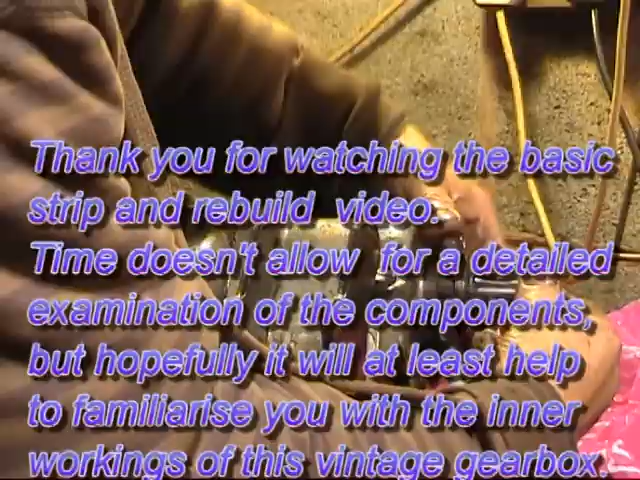 Thank you for watching the basic
strip and rebuild  video.
Time doesn't allow  for a detailed
examination of the components,
but hopefully it will at least help
to familiarise you with the inner
workings of this vintage gearbox.